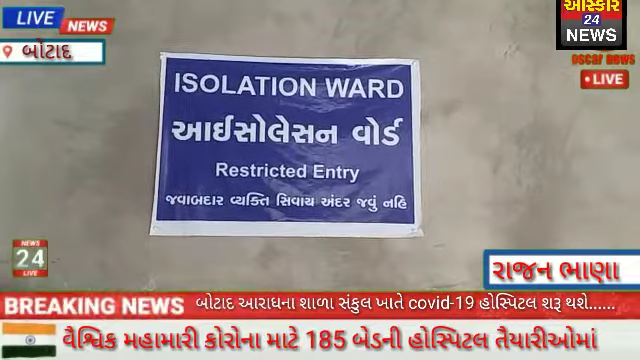 LIVE NEWS
બોટાદ
આસ્કાર
24
NEWS
oscar news
LIVE
ISOLATION WARD
આઈસોલેસન વોર્ડ
Restricted Entry
જવાબદાર વ્યક્તિ સિવાય અંદર જવું નહિ
NEWS
24
LIVE
રાજન ભાણા
BREAKING NEWS બોટાદ આરાધના શાળા સંકુલ ખાતે covid-19 હોસ્પિટલ શરૂ થશે......
વૈશ્વિક મહામારી કોરોના માટે 185 બેડની હોસ્પિટલ તૈયારીઓમાં